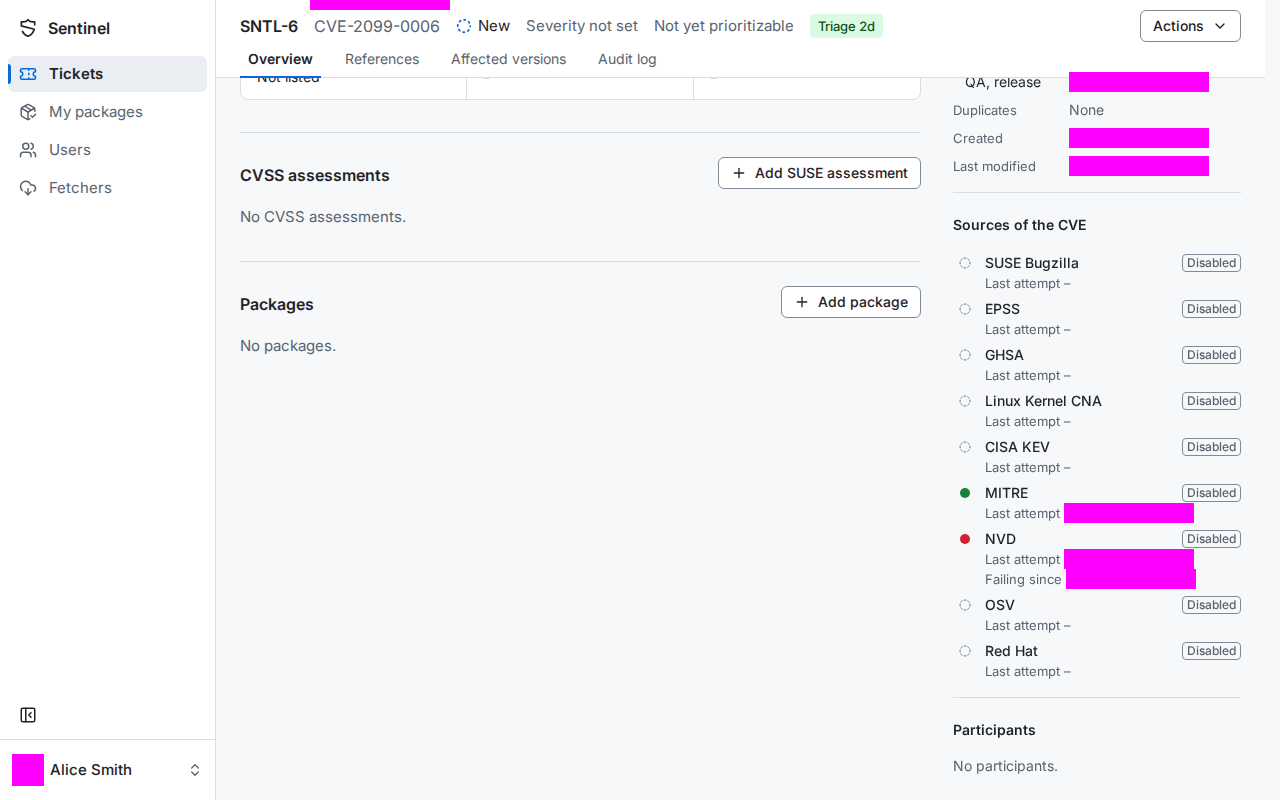 Sentinel
Tickets
My packages
Users
Fetchers
Alice Smith
SNTL-6 CVE-2099-0006 New Severity not set Not yet prioritizable Triage 2d Actions
Overview References Affected versions Audit log
Not listed
CVSS assessments Add SUSE assessment
No CVSS assessments.
Packages Add package
No packages.
QA, release
Duplicates None
Created
Last modified
Sources of the CVE
SUSE Bugzilla Disabled
Last attempt –
EPSS Disabled
Last attempt –
GHSA Disabled
Last attempt –
Linux Kernel CNA Disabled
Last attempt –
CISA KEV Disabled
Last attempt –
MITRE Disabled
Last attempt
NVD Disabled
Last attempt
Failing since
OSV Disabled
Last attempt –
Red Hat Disabled
Last attempt –
Participants
No participants.